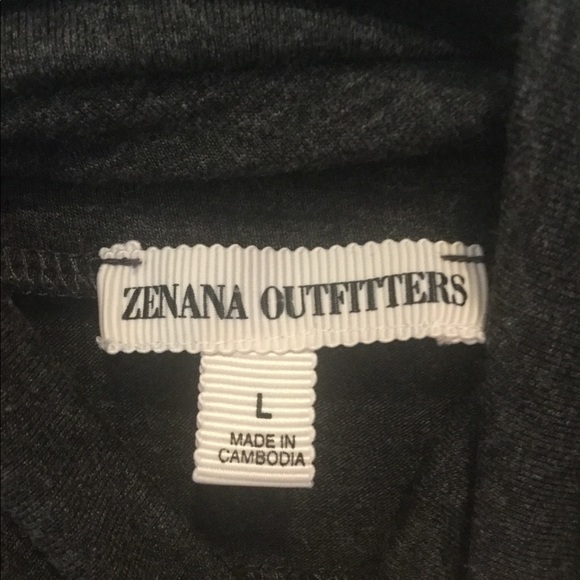 ZENANA OUTFITTERS
L
MADE IN
CAMBODIA